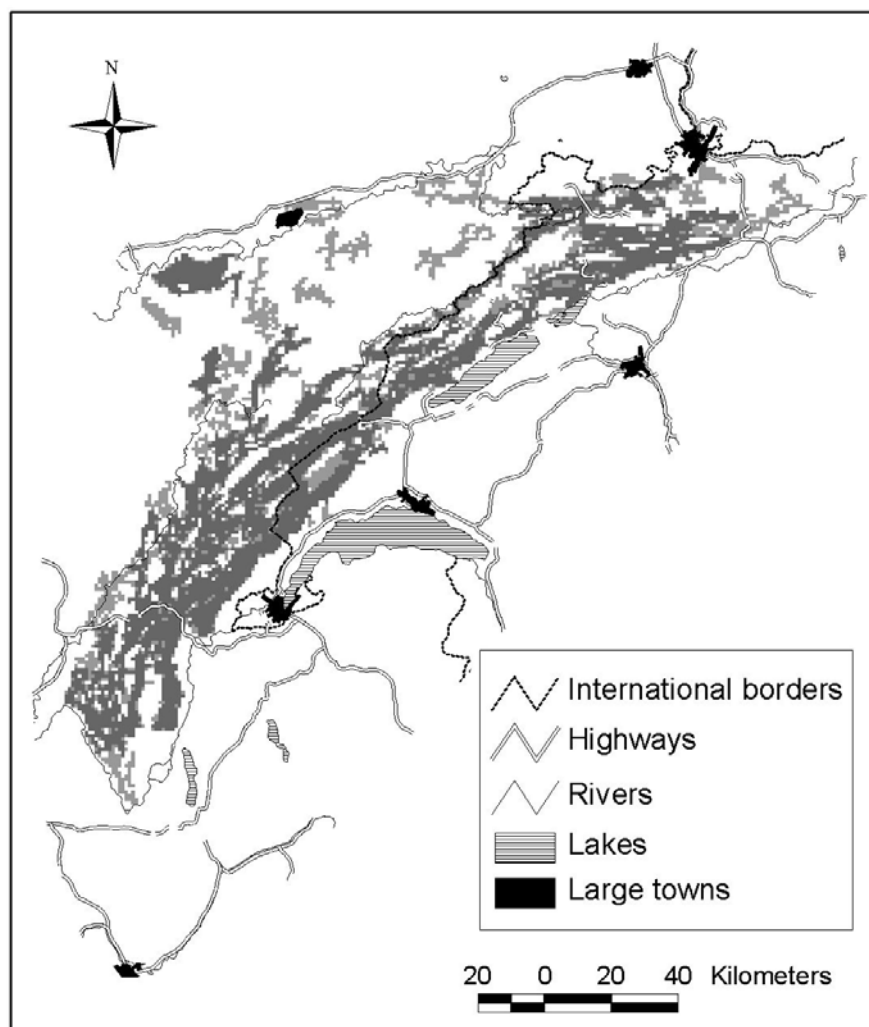 N
International borders
Highways
Rivers
Lakes
Large towns
20 0 20 40 Kilometers